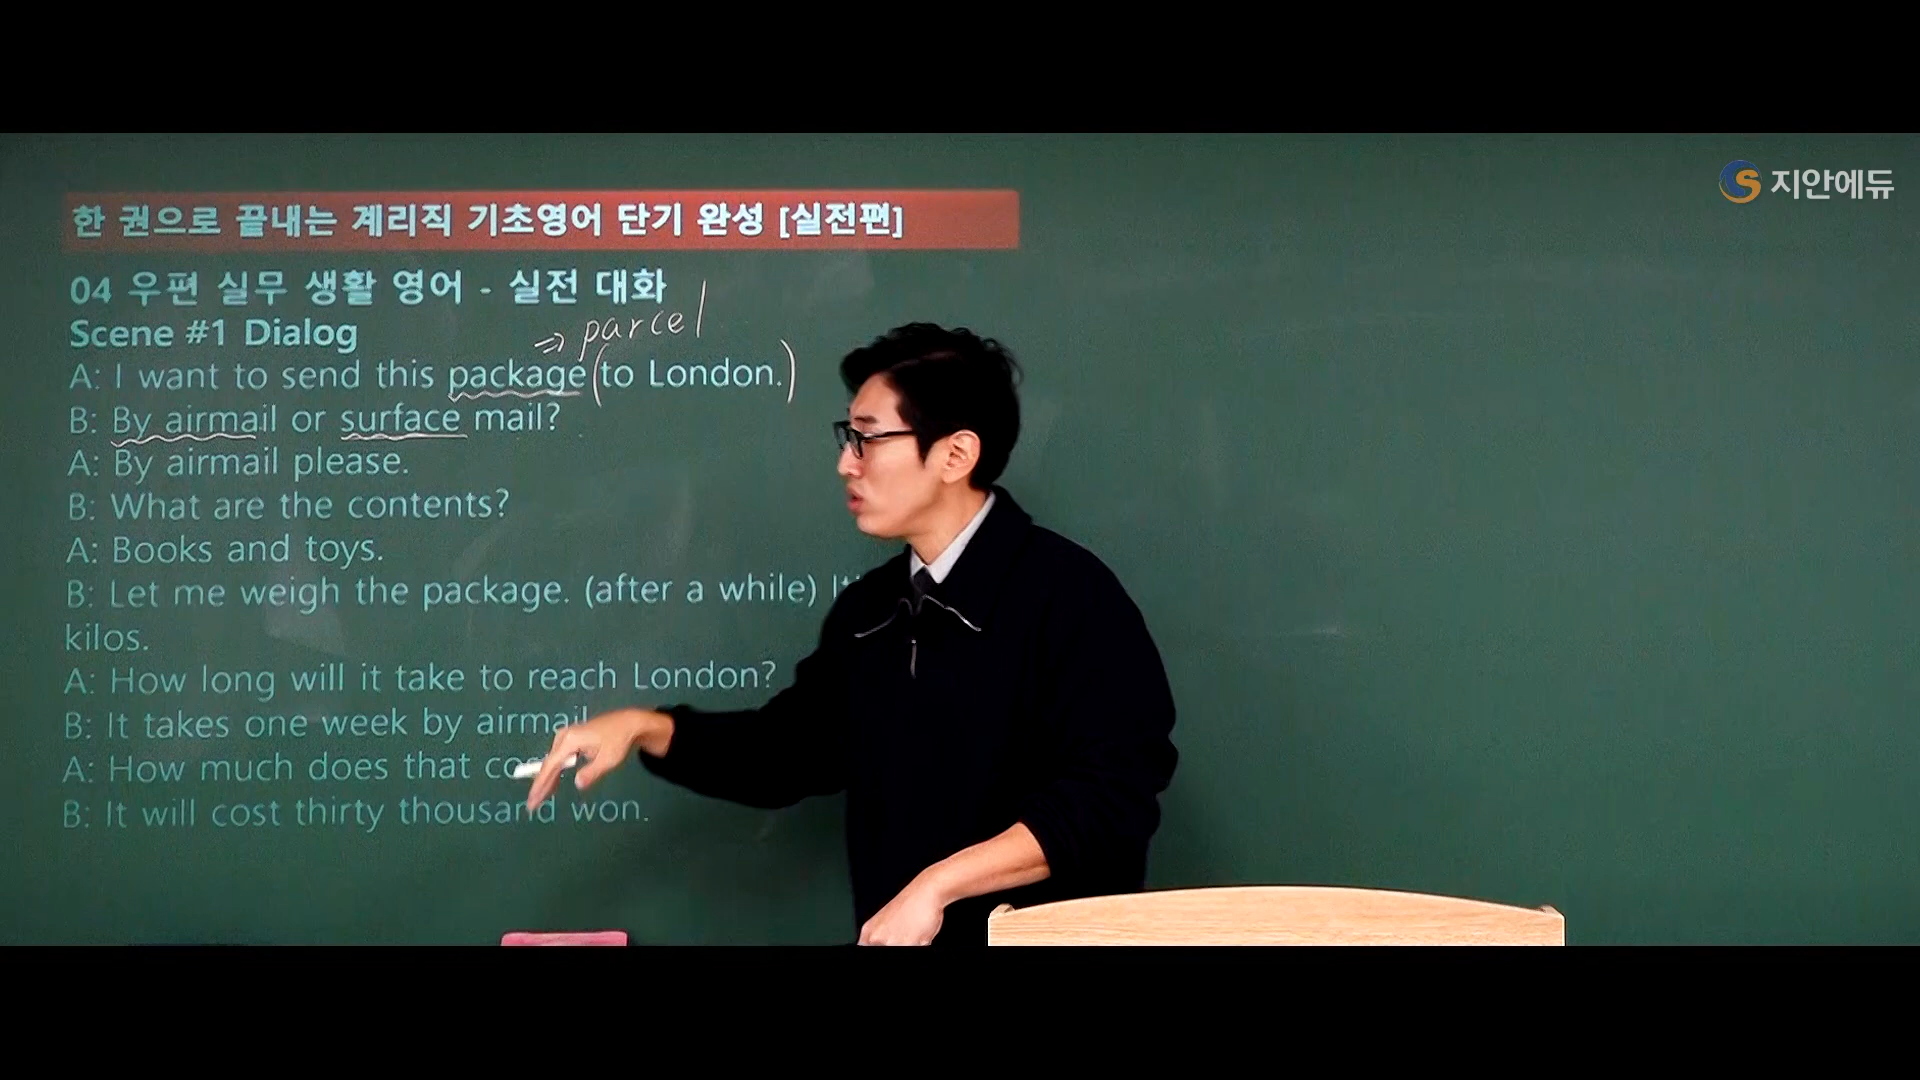 지안에듀
한 권으로 끝내는 계리직 기초영어 단기 완성 [실전편]
04 우편 실무 생활 영어 - 실전 대화
Scene #1 Dialog
⇒ parcel
A: I want to send this package (to London.)
B: By airmail or surface mail?
A: By airmail please.
B: What are the contents?
A: Books and toys.
B: Let me weigh the package. (after a while)
kilos.
A: How long will it take to reach London?
B: It takes one week by airmail
A: How much does that
B: It will cost thirty thousand won.